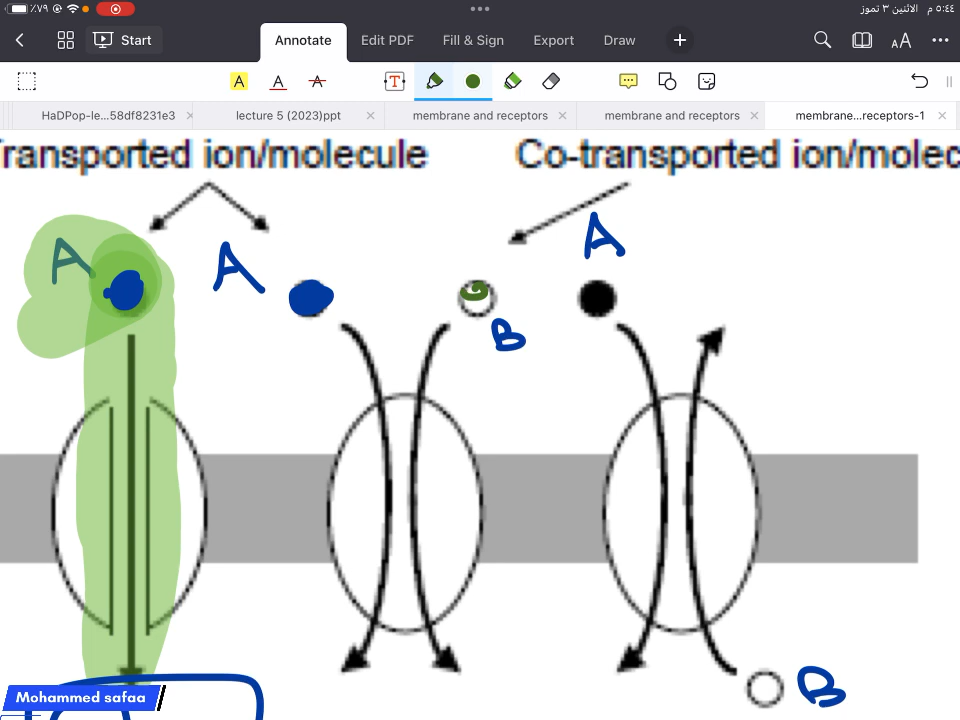 ٪٧٩ ٥:٤٤ م الاثنين ٣ تموز
Start Annotate Edit PDF Fill & Sign Export Draw + AA
A A A T
HaDPop-le...58df8231e3 × lecture 5 (2023)ppt × membrane and receptors × membrane and receptors × membrane...receptors-1 ×
ransported ion/molecule Co-transported ion/molec
A A A
B
B
Mohammed safaa